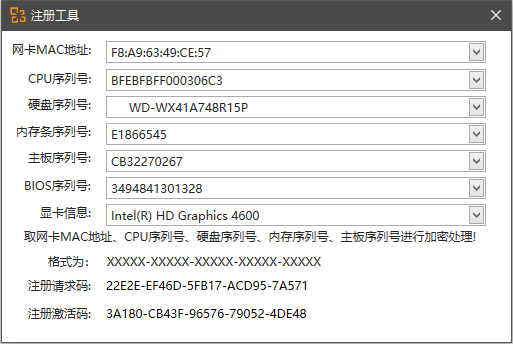 注册工具
网卡MAC地址: F8:A9:63:49:CE:57
CPU序列号: BFEBFBFF000306C3
硬盘序列号: WD-WX41A748R15P
内存条序列号: E1866545
主板序列号: CB32270267
BIOS序列号: 3494841301328
显卡信息: Intel(R) HD Graphics 4600
取网卡MAC地址、CPU序列号、硬盘序列号、内存序列号、主板序列号进行加密处理!
格式为: XXXXX-XXXXX-XXXXX-XXXXX-XXXXX
注册请求码: 22E2E-EF46D-5FB17-ACD95-7A571
注册激活码: 3A180-CB43F-96576-79052-4DE48